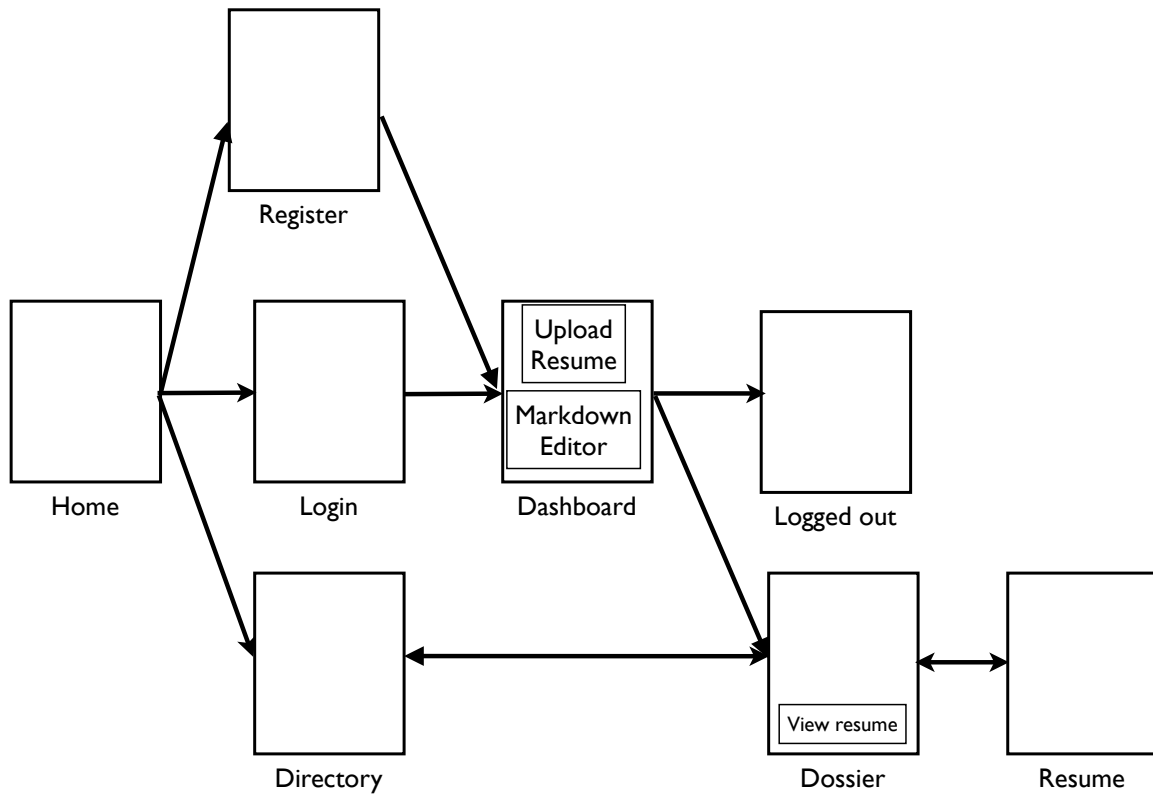 Register
Upload
Resume
Markdown
Editor
Home
Login
Dashboard
Logged out
View resume
Directory
Dossier
Resume